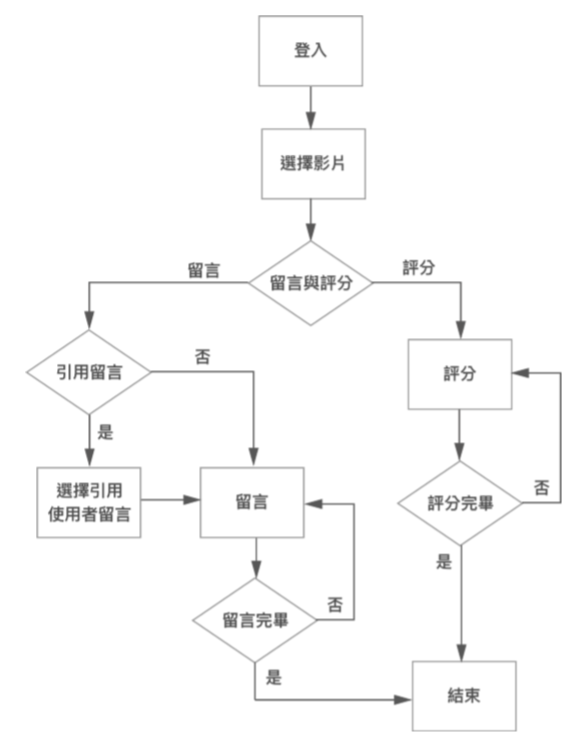 登入
選擇影片
留言與評分
留言
評分
引用留言
否
是
評分
選擇引用
使用者留言
留言
評分完畢
否
是
留言完畢
否
是
結束